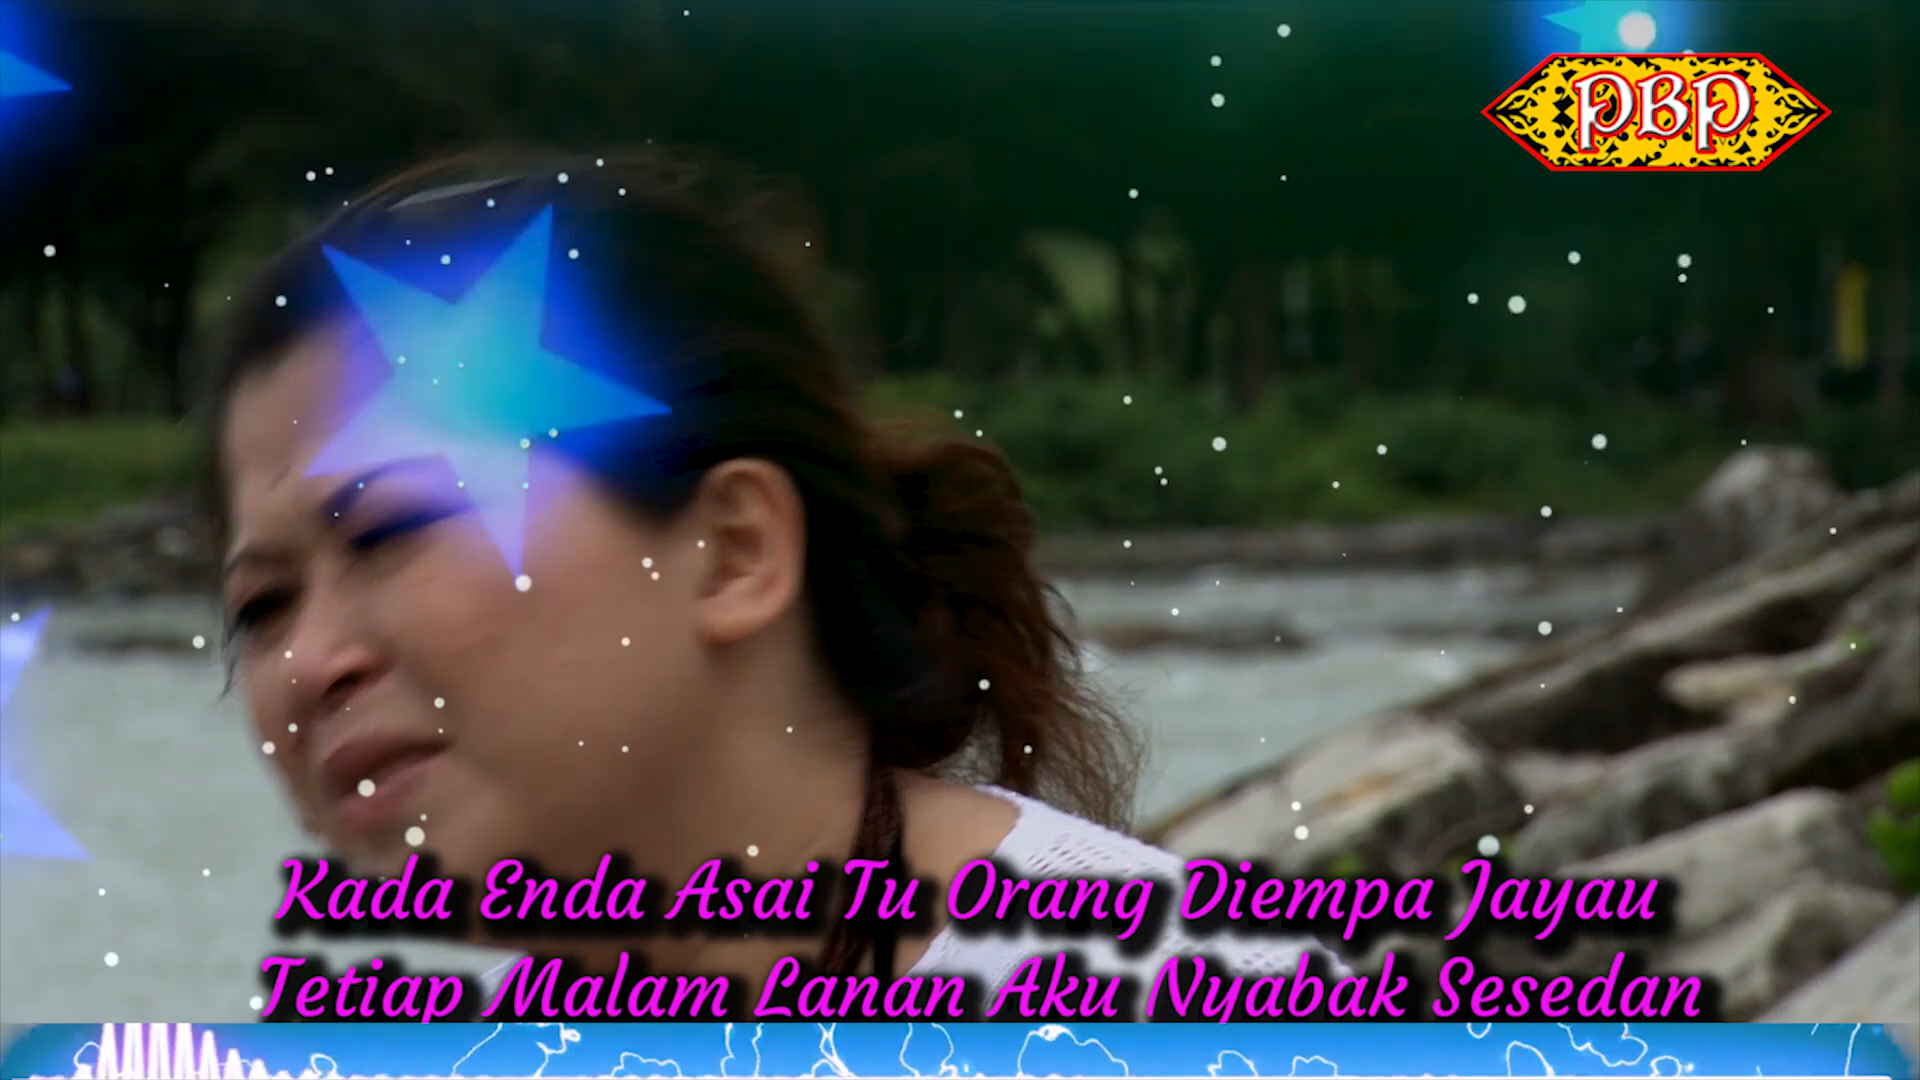 PBP
Kada Enda Asai Tu Orang Diempa Jayau
Tetiap Malam Lanan Aku Nyabak Sesedan